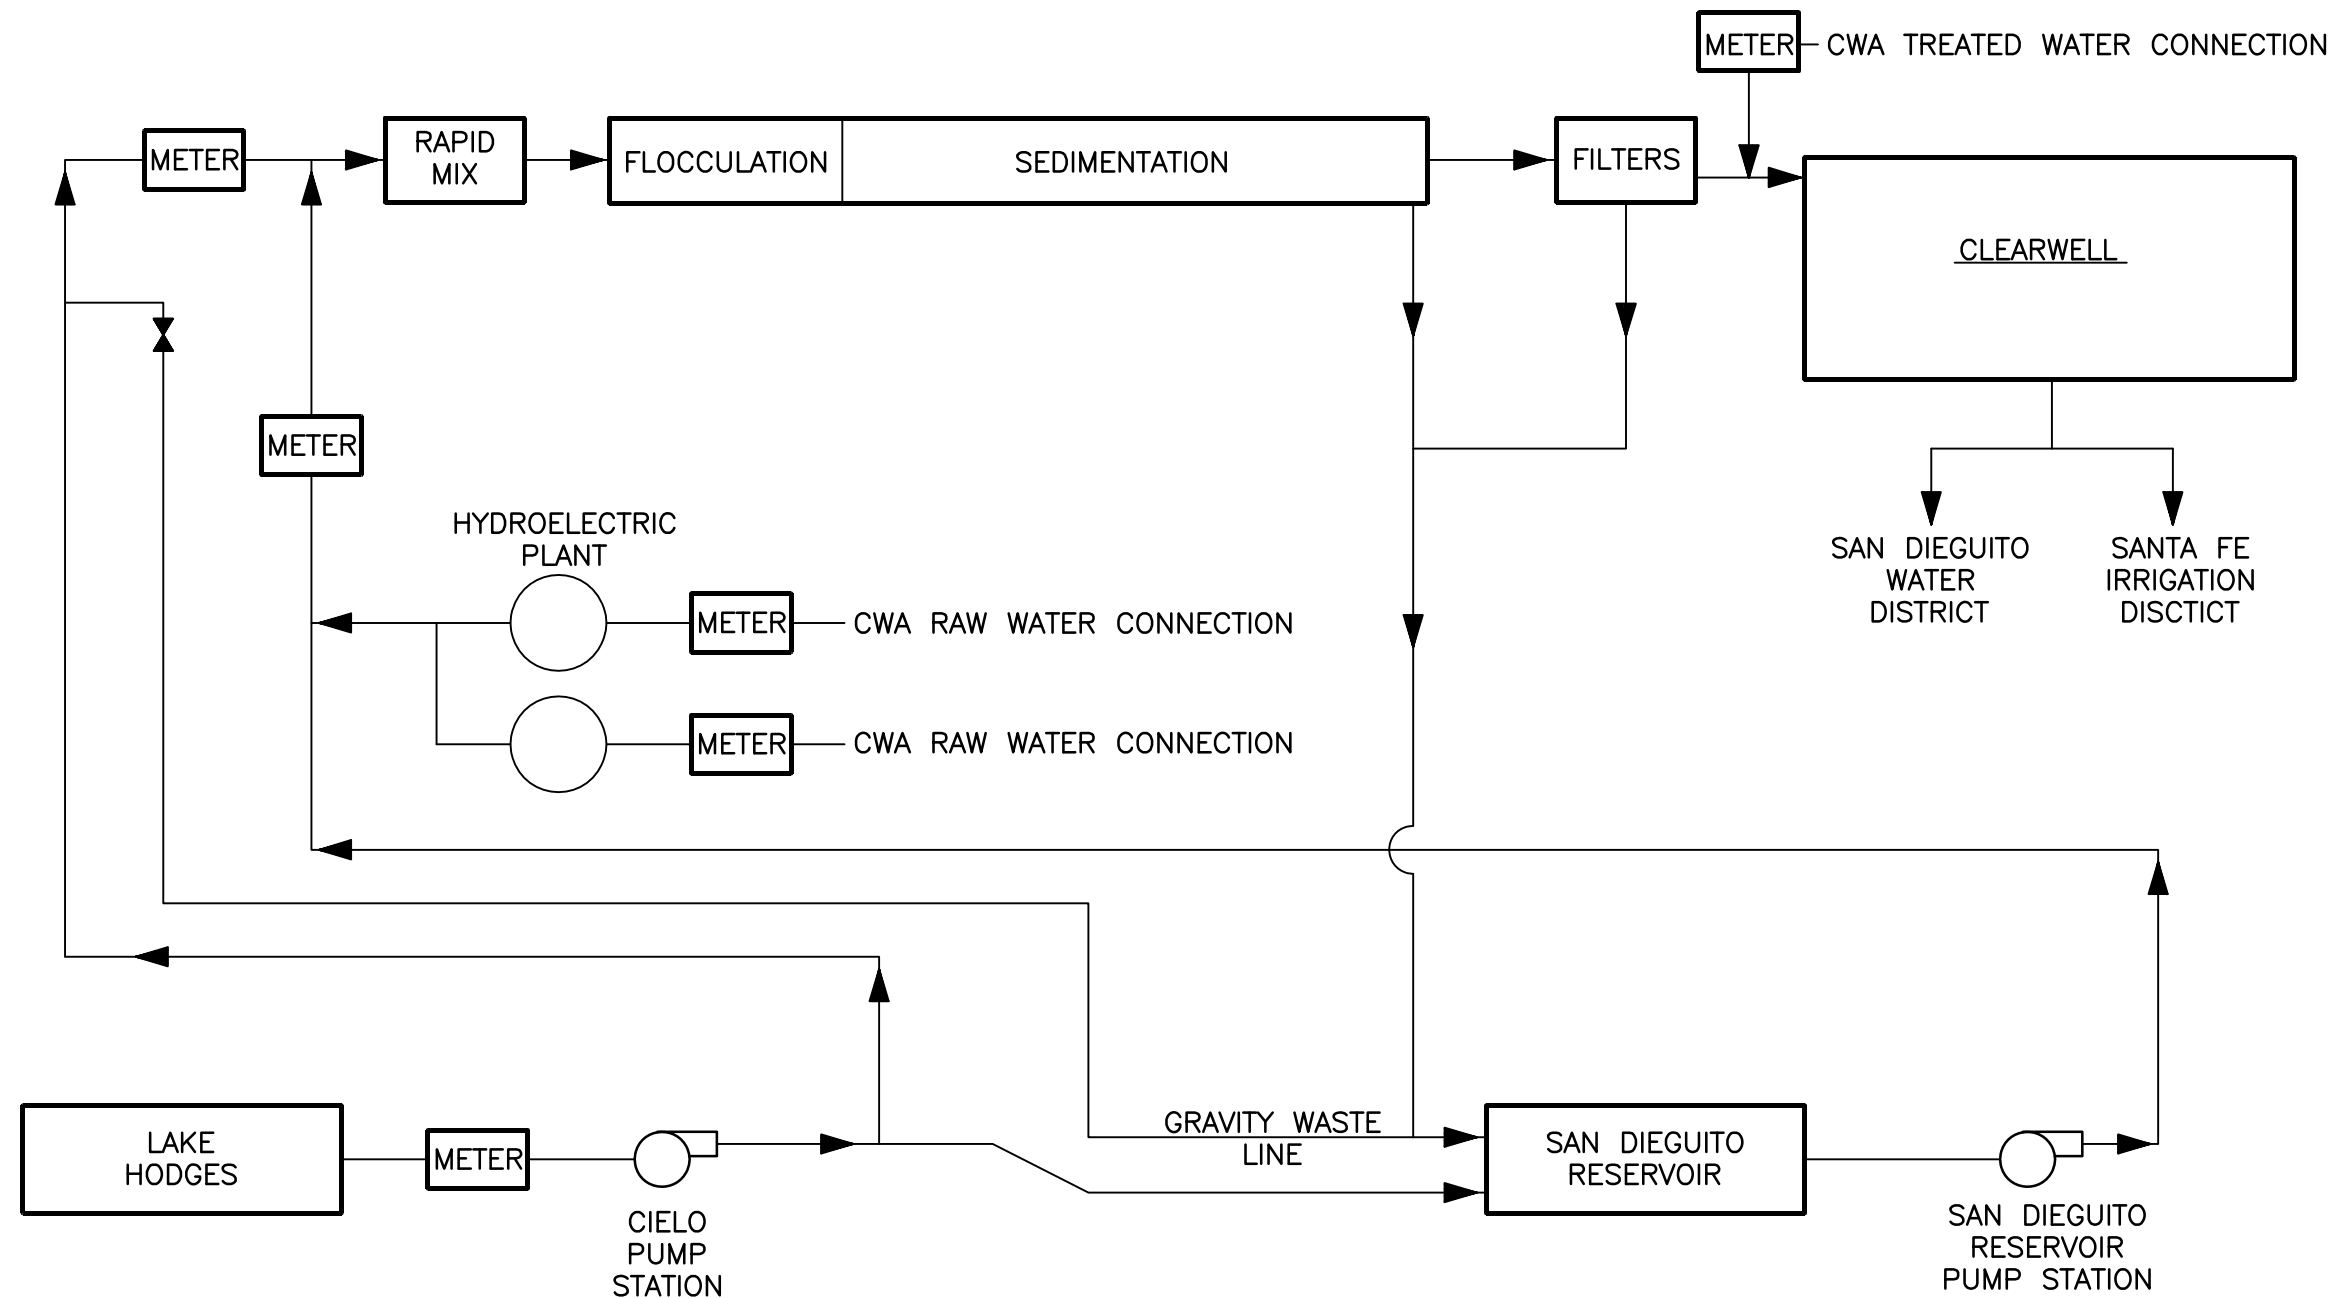 METER
CWA TREATED WATER CONNECTION
METER
RAPID
MIX
FLOCCULATION
SEDIMENTATION
FILTERS
CLEARWELL
METER
HYDROELECTRIC
PLANT
METER
CWA RAW WATER CONNECTION
METER
CWA RAW WATER CONNECTION
SAN DIEGUITO
WATER
DISTRICT
SANTA FE
IRRIGATION
DISCTICT
LAKE
HODGES
METER
CIELO
PUMP
STATION
GRAVITY WASTE
LINE
SAN DIEGUITO
RESERVOIR
SAN DIEGUITO
RESERVOIR
PUMP STATION